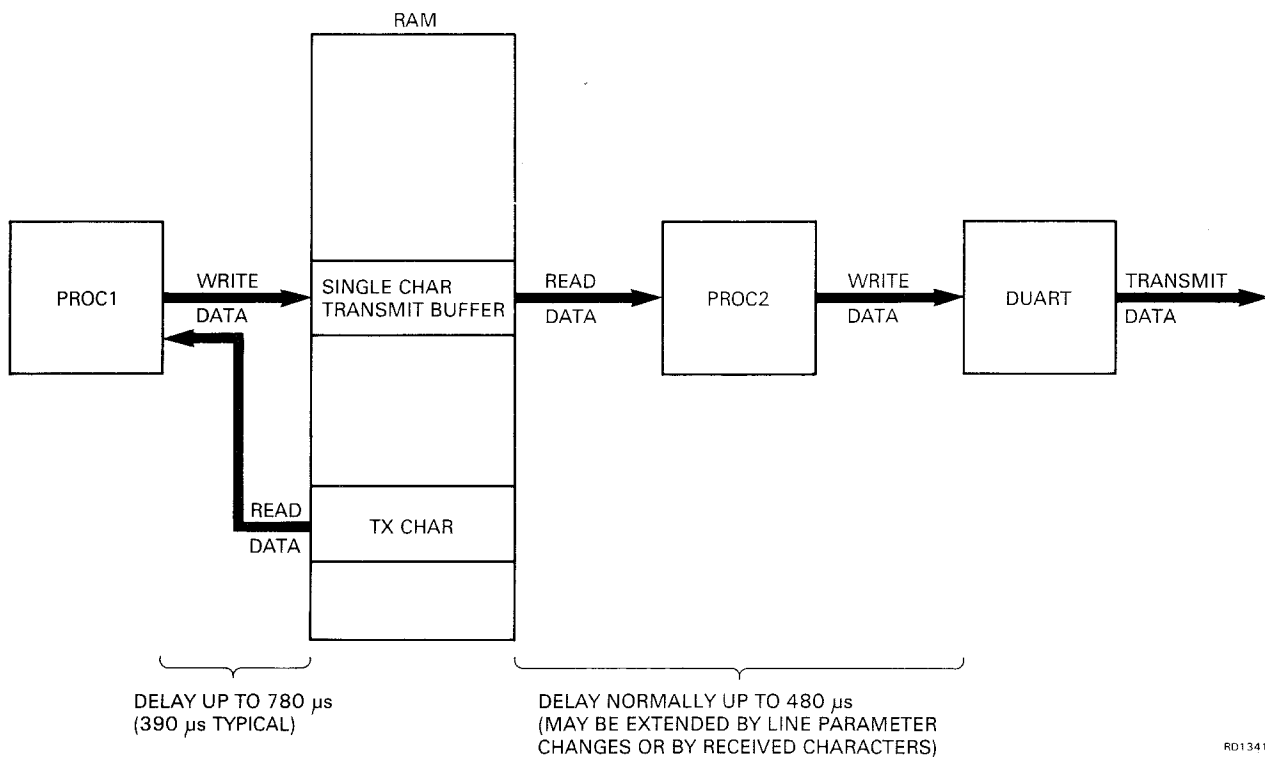 RAM
PROC1
WRITE
DATA
SINGLE CHAR
TRANSMIT BUFFER
READ
DATA
PROC2
WRITE
DATA
DUART
TRANSMIT
DATA
READ
DATA
TX CHAR
DELAY UP TO 780 µs
(390 µs TYPICAL)
DELAY NORMALLY UP TO 480 µs
(MAY BE EXTENDED BY LINE PARAMETER
CHANGES OR BY RECEIVED CHARACTERS)
RD1341